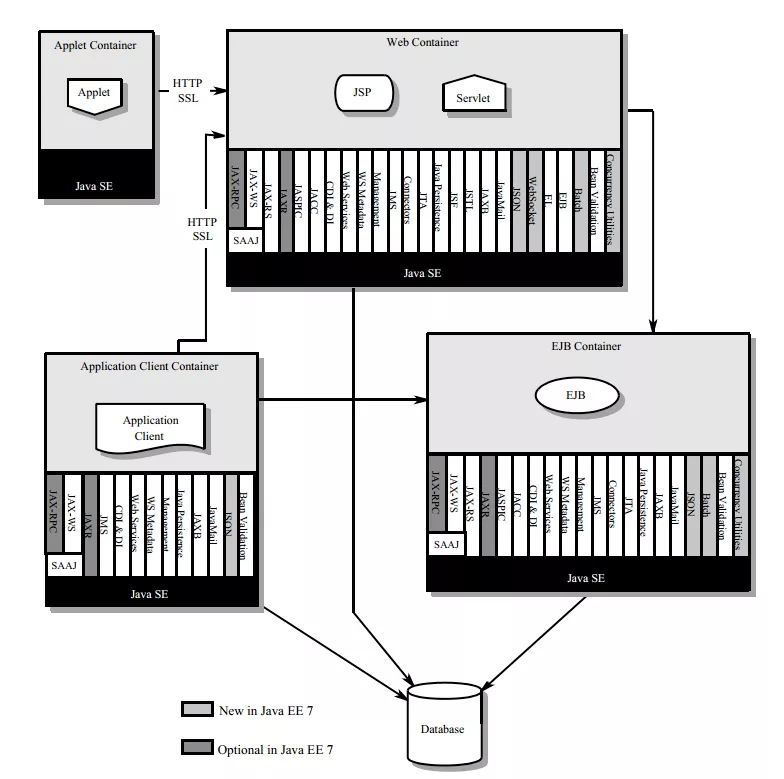 Applet Container
Applet
Java SE
HTTP
SSL
HTTP
SSL
Web Container
JSP
Servlet
JAX-RPC
JAX-WS
SAAJ
JAX-RS
JAXR
JASPIC
JACC
CDI & DI
Web Services
WS Metadata
Management
JMS
Connectors
JTA
Java Persistence
JSF
JSTL
JAXB
JavaMail
JSON
WebSocket
EL
EJB
Batch
Bean Validation
Concurrency Utilities
Java SE
Application Client Container
Application
Client
JAX-RPC
JAX-WS
SAAJ
JAXR
JMS
CDI & DI
Web Services
WS Metadata
Management
Java Persistence
JAXB
JavaMail
JSON
Bean Validation
Java SE
EJB Container
EJB
JAX-RPC
JAX-WS
SAAJ
JAX-RS
JAXR
JASPIC
JACC
CDI & DI
Web Services
WS Metadata
Management
JMS
Connectors
JTA
Java Persistence
JAXB
JavaMail
JSON
Batch
Bean Validation
Concurrency Utilities
Java SE
Database
New in Java EE 7
Optional in Java EE 7